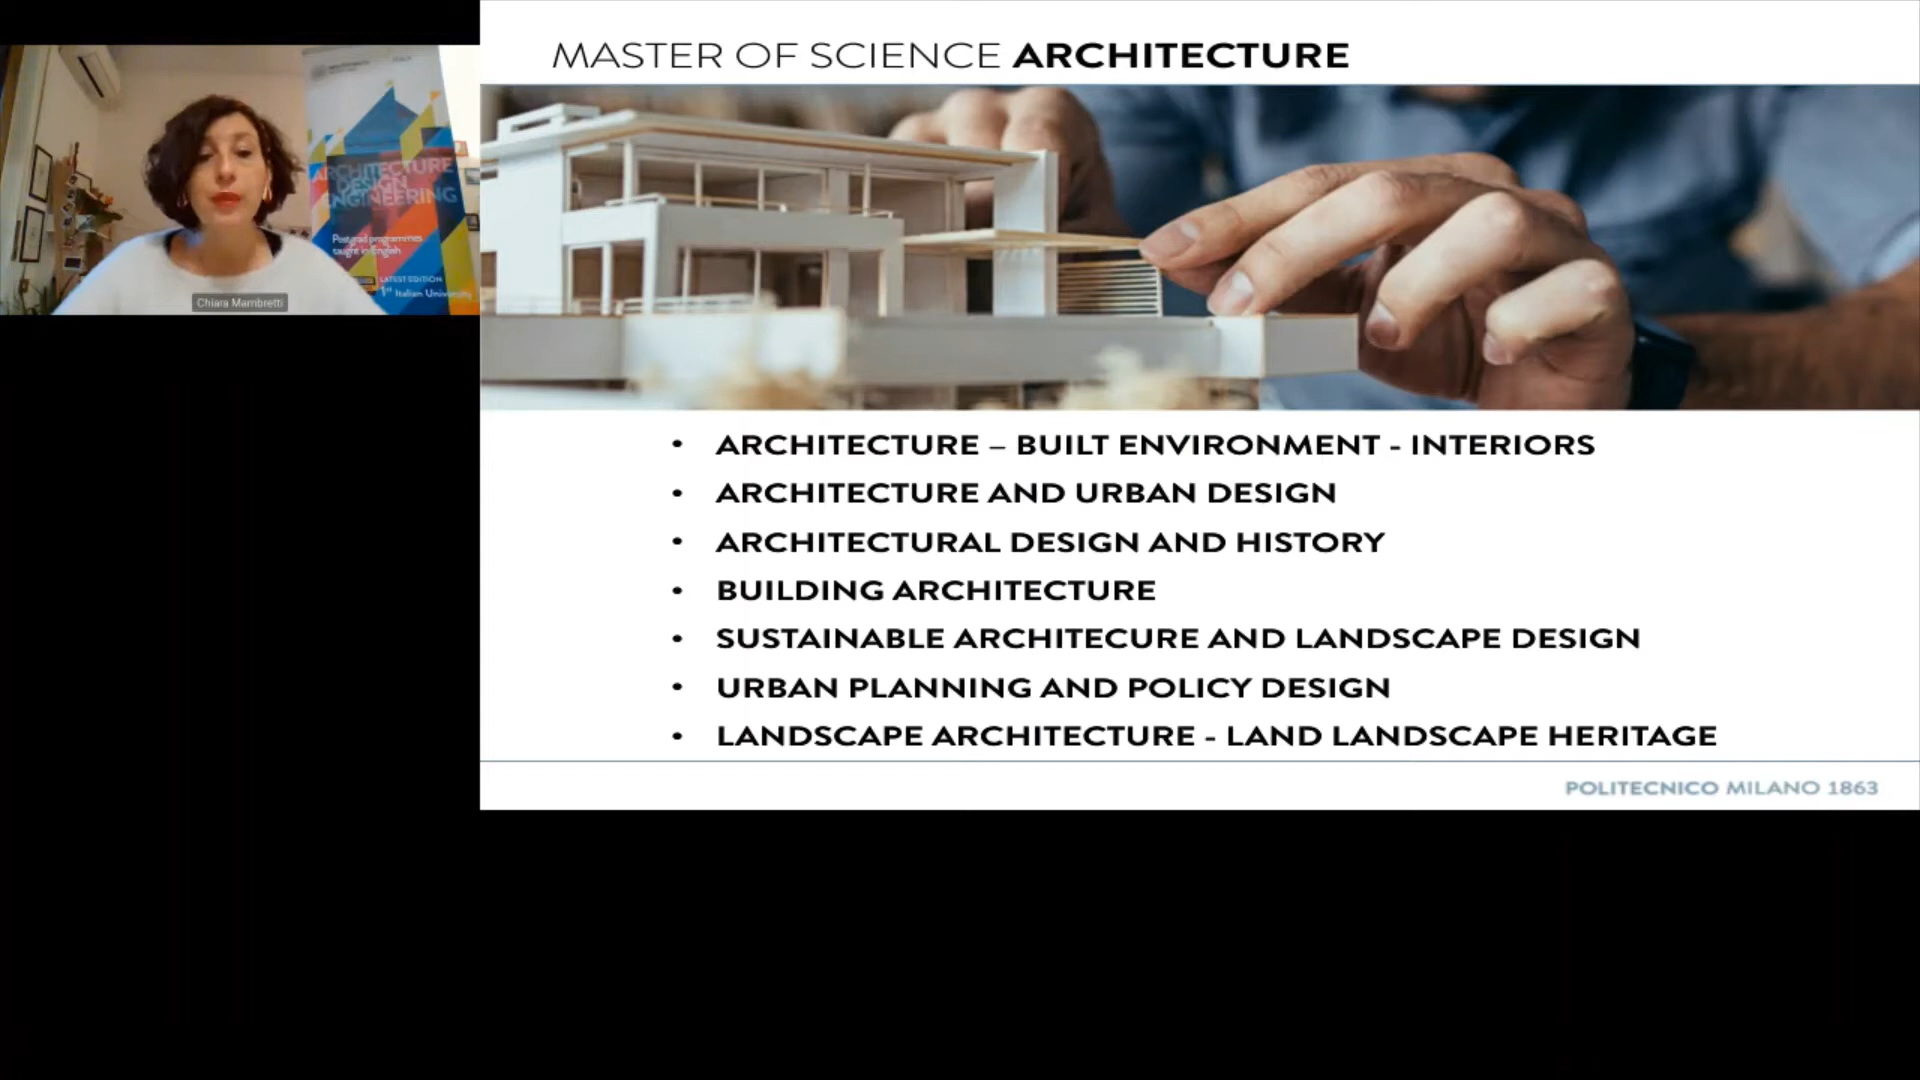 MASTER OF SCIENCE ARCHITECTURE
ARCHITECTURE
DESIGN
ENGINEERING
Postgrad programmes
taught in English
LATEST EDITION
1st Italian University
Chiara Mambretti
• ARCHITECTURE – BUILT ENVIRONMENT - INTERIORS
• ARCHITECTURE AND URBAN DESIGN
• ARCHITECTURAL DESIGN AND HISTORY
• BUILDING ARCHITECTURE
• SUSTAINABLE ARCHITECURE AND LANDSCAPE DESIGN
• URBAN PLANNING AND POLICY DESIGN
• LANDSCAPE ARCHITECTURE - LAND LANDSCAPE HERITAGE
POLITECNICO MILANO 1863